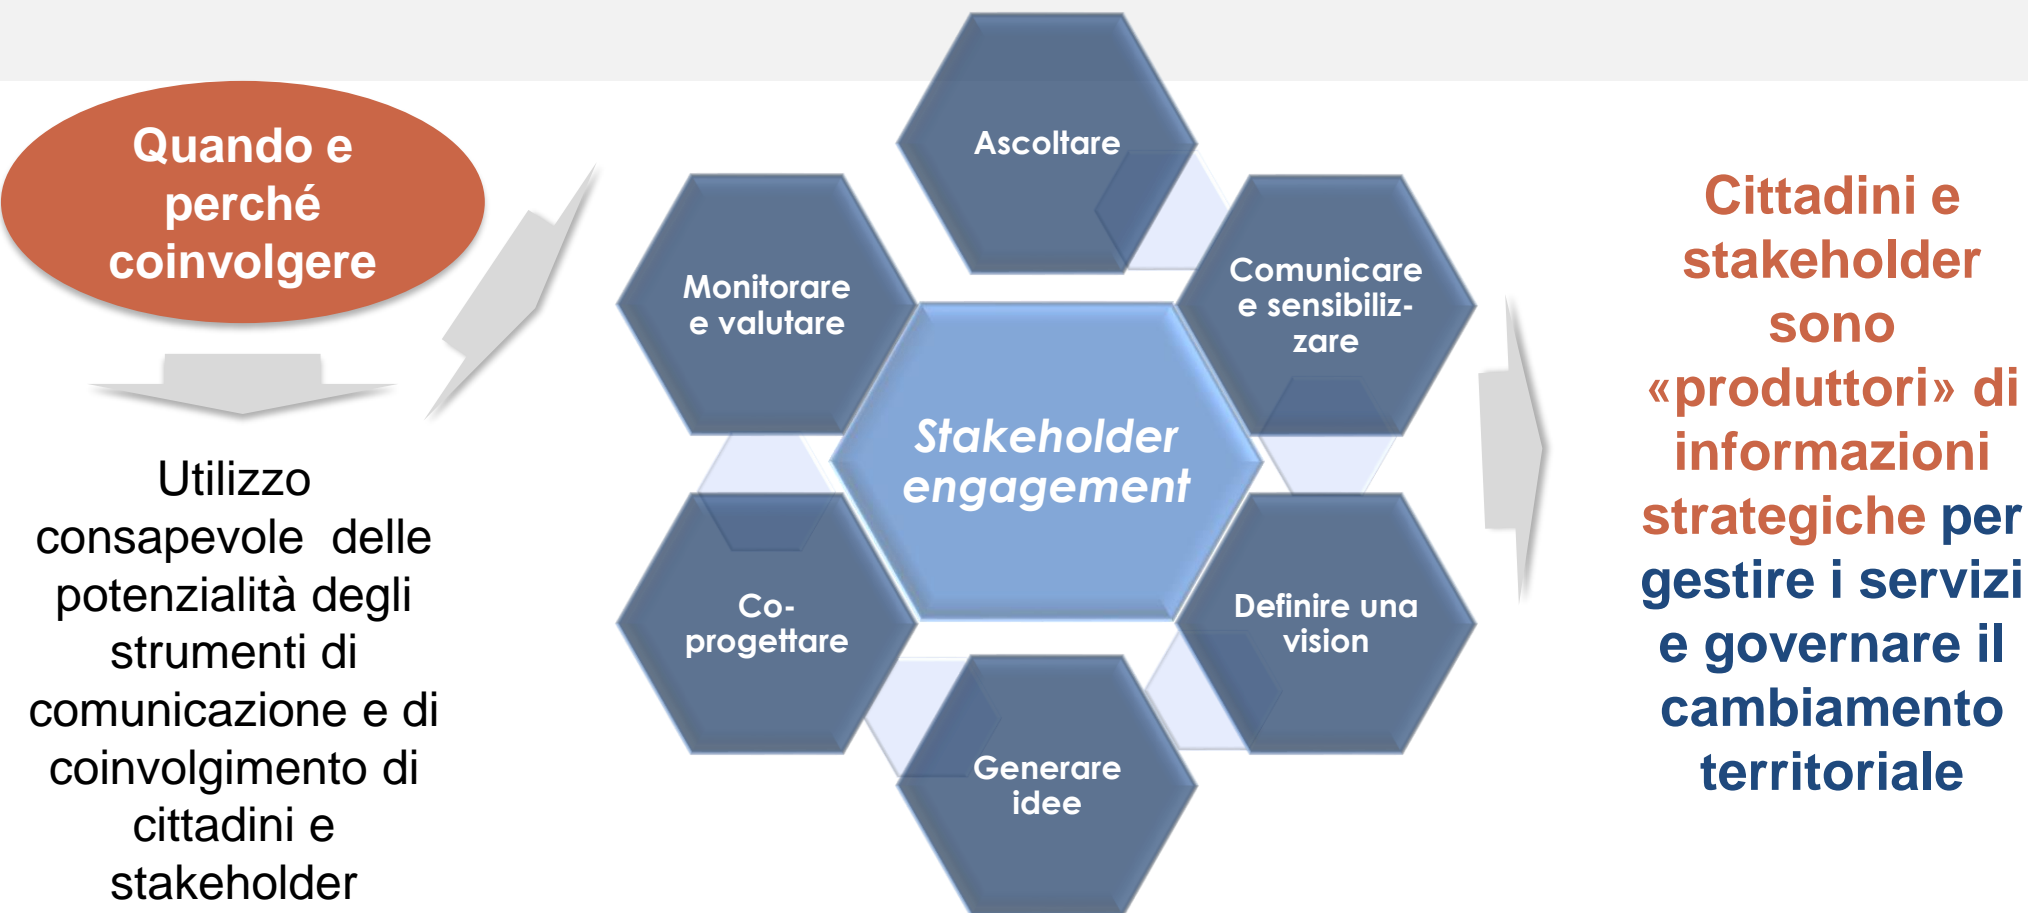 Quando e
perché
coinvolgere
Utilizzo
consapevole  delle
potenzialità degli
strumenti di
comunicazione e di
coinvolgimento di
cittadini e
stakeholder
Ascoltare
Comunicare
e sensibiliz-
zare
Definire una
vision
Generare
idee
Co-
progettare
Monitorare
e valutare
Stakeholder
engagement
Cittadini e
stakeholder
sono
«produttori» di
informazioni
strategiche per
gestire i servizi
e governare il
cambiamento
territoriale